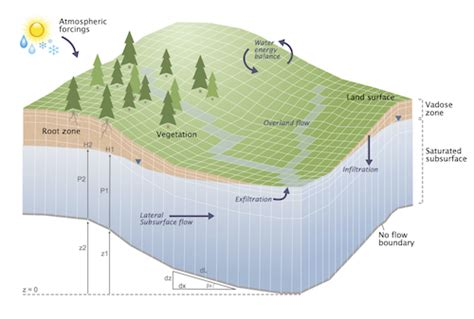 Atmospheric
forcings
Water
energy
balance
Land surface
Vadose
zone
Root zone
Vegetation
Overland flow
Saturated
subsurface
H2
H1
P2
P1
Infiltration
Exfiltration
Lateral
Subsurface flow
No flow
boundary
z2
z1
dL
dz
dx
z = 0